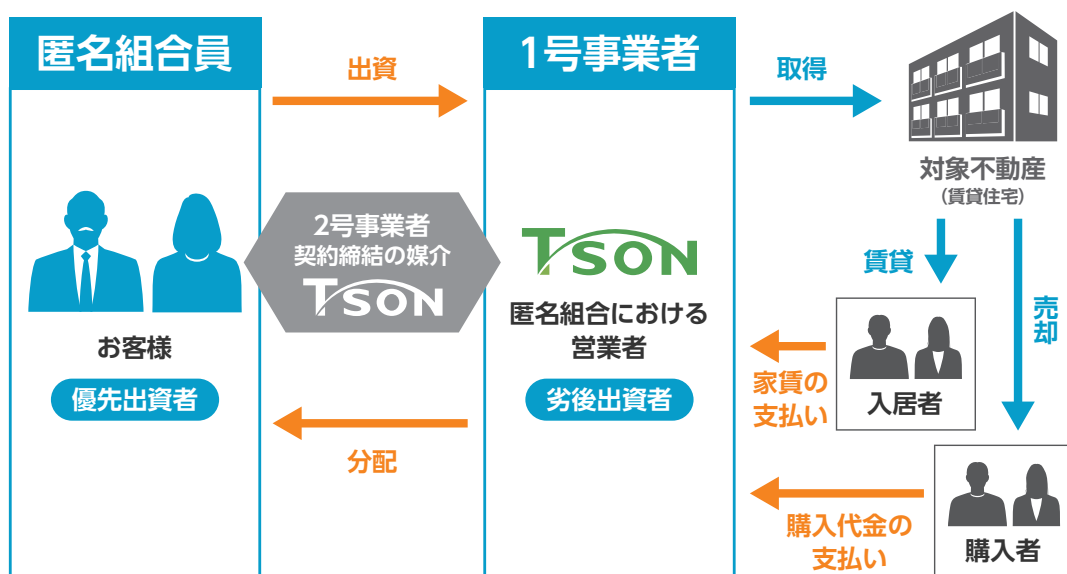 匿名組合員
出資
1号事業者
取得
対象不動産
(賃貸住宅)
2号事業者
契約締結の媒介
TSON
TSON
匿名組合における
営業者
お客様
優先出資者
劣後出資者
分配
賃貸
売却
入居者
家賃の
支払い
購入代金の
支払い
購入者